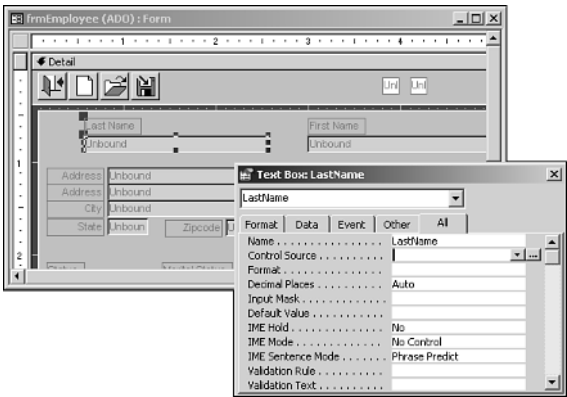 frmEmployee (ADO) : Form
1 2 3 4
Detail
Unl Unl
Last Name First Name
Unbound Unbound
1
Address Unbound
Address Unbound
City Unbound
State Unboun Zipcode U
2
Text Box: LastName
LastName
Format Data Event Other All
Name . . . . . . . . . . . . . . . . LastName
Control Source . . . . . . . . . .
Format . . . . . . . . . . . . . . .
Decimal Places . . . . . . . . . . Auto
Input Mask . . . . . . . . . . . . .
Default Value . . . . . . . . . . .
IME Hold . . . . . . . . . . . . . . No
IME Mode . . . . . . . . . . . . . . No Control
IME Sentence Mode . . . . . . . Phrase Predict
Validation Rule . . . . . . . . . .
Validation Text . . . . . . . . . .